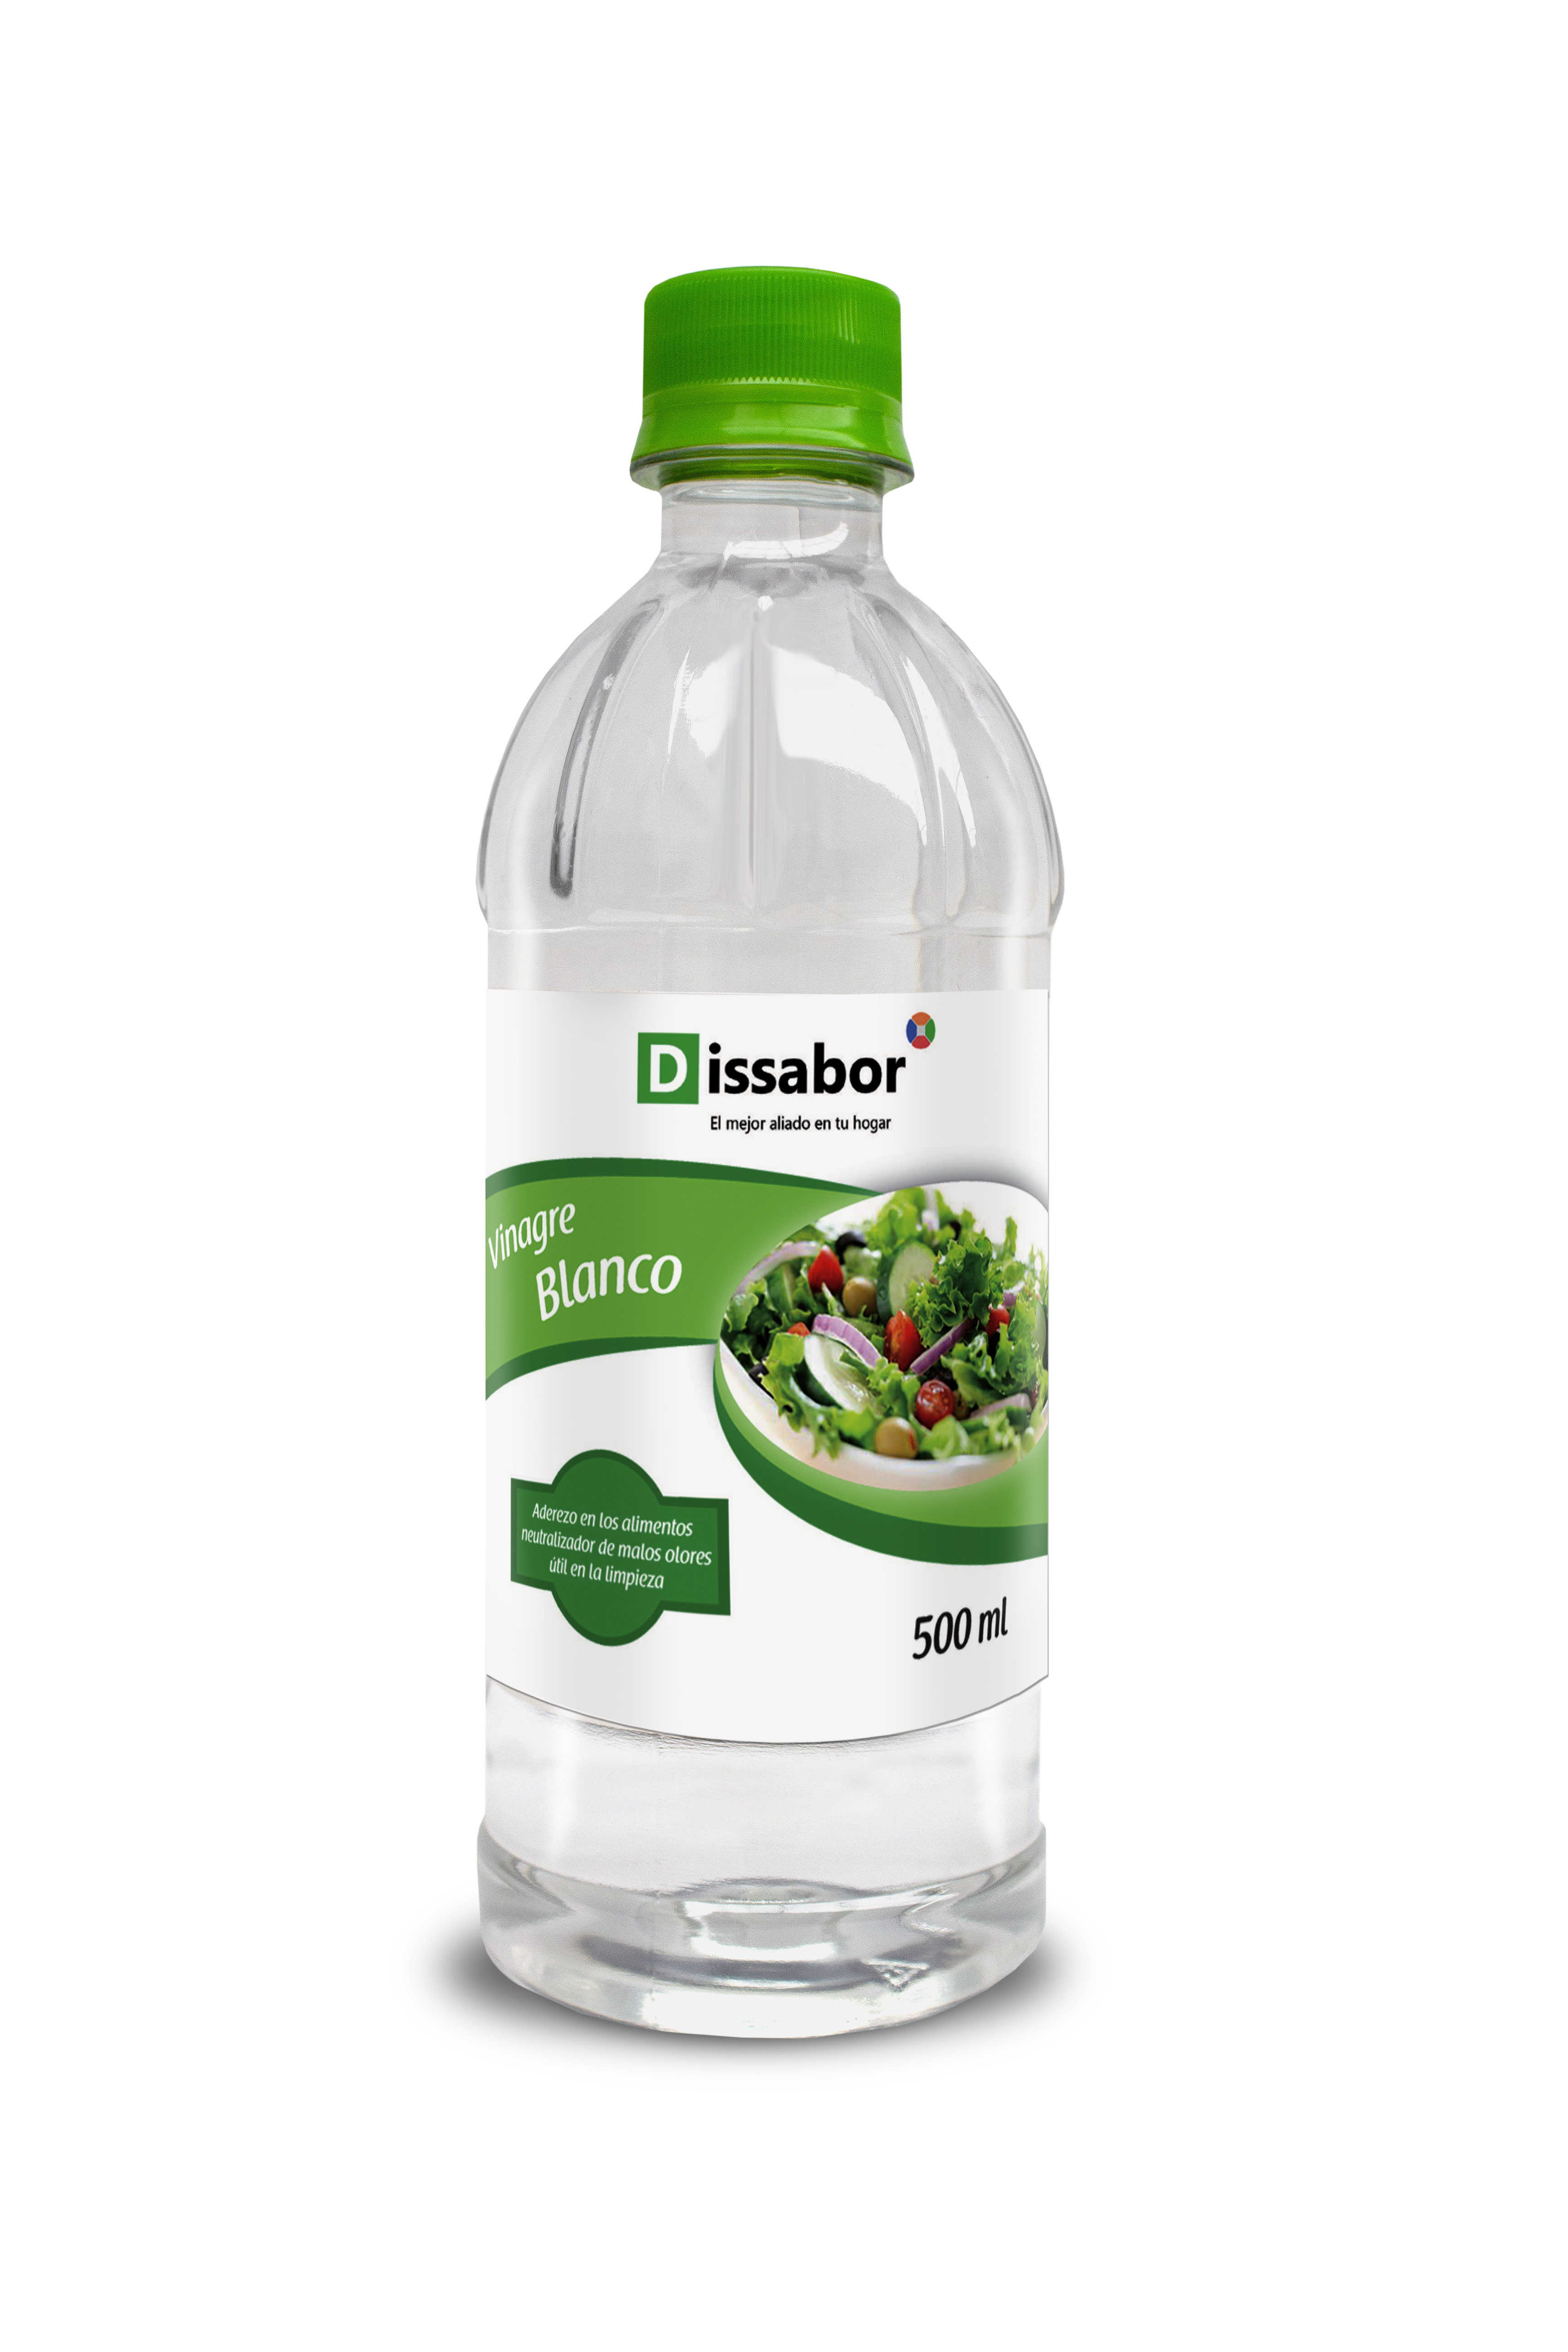 Dissabor
El mejor aliado en tu hogar
Vinagre
Blanco
Aderezo en los alimentos
neutralizador de malos olores
útil en la limpieza
500 ml